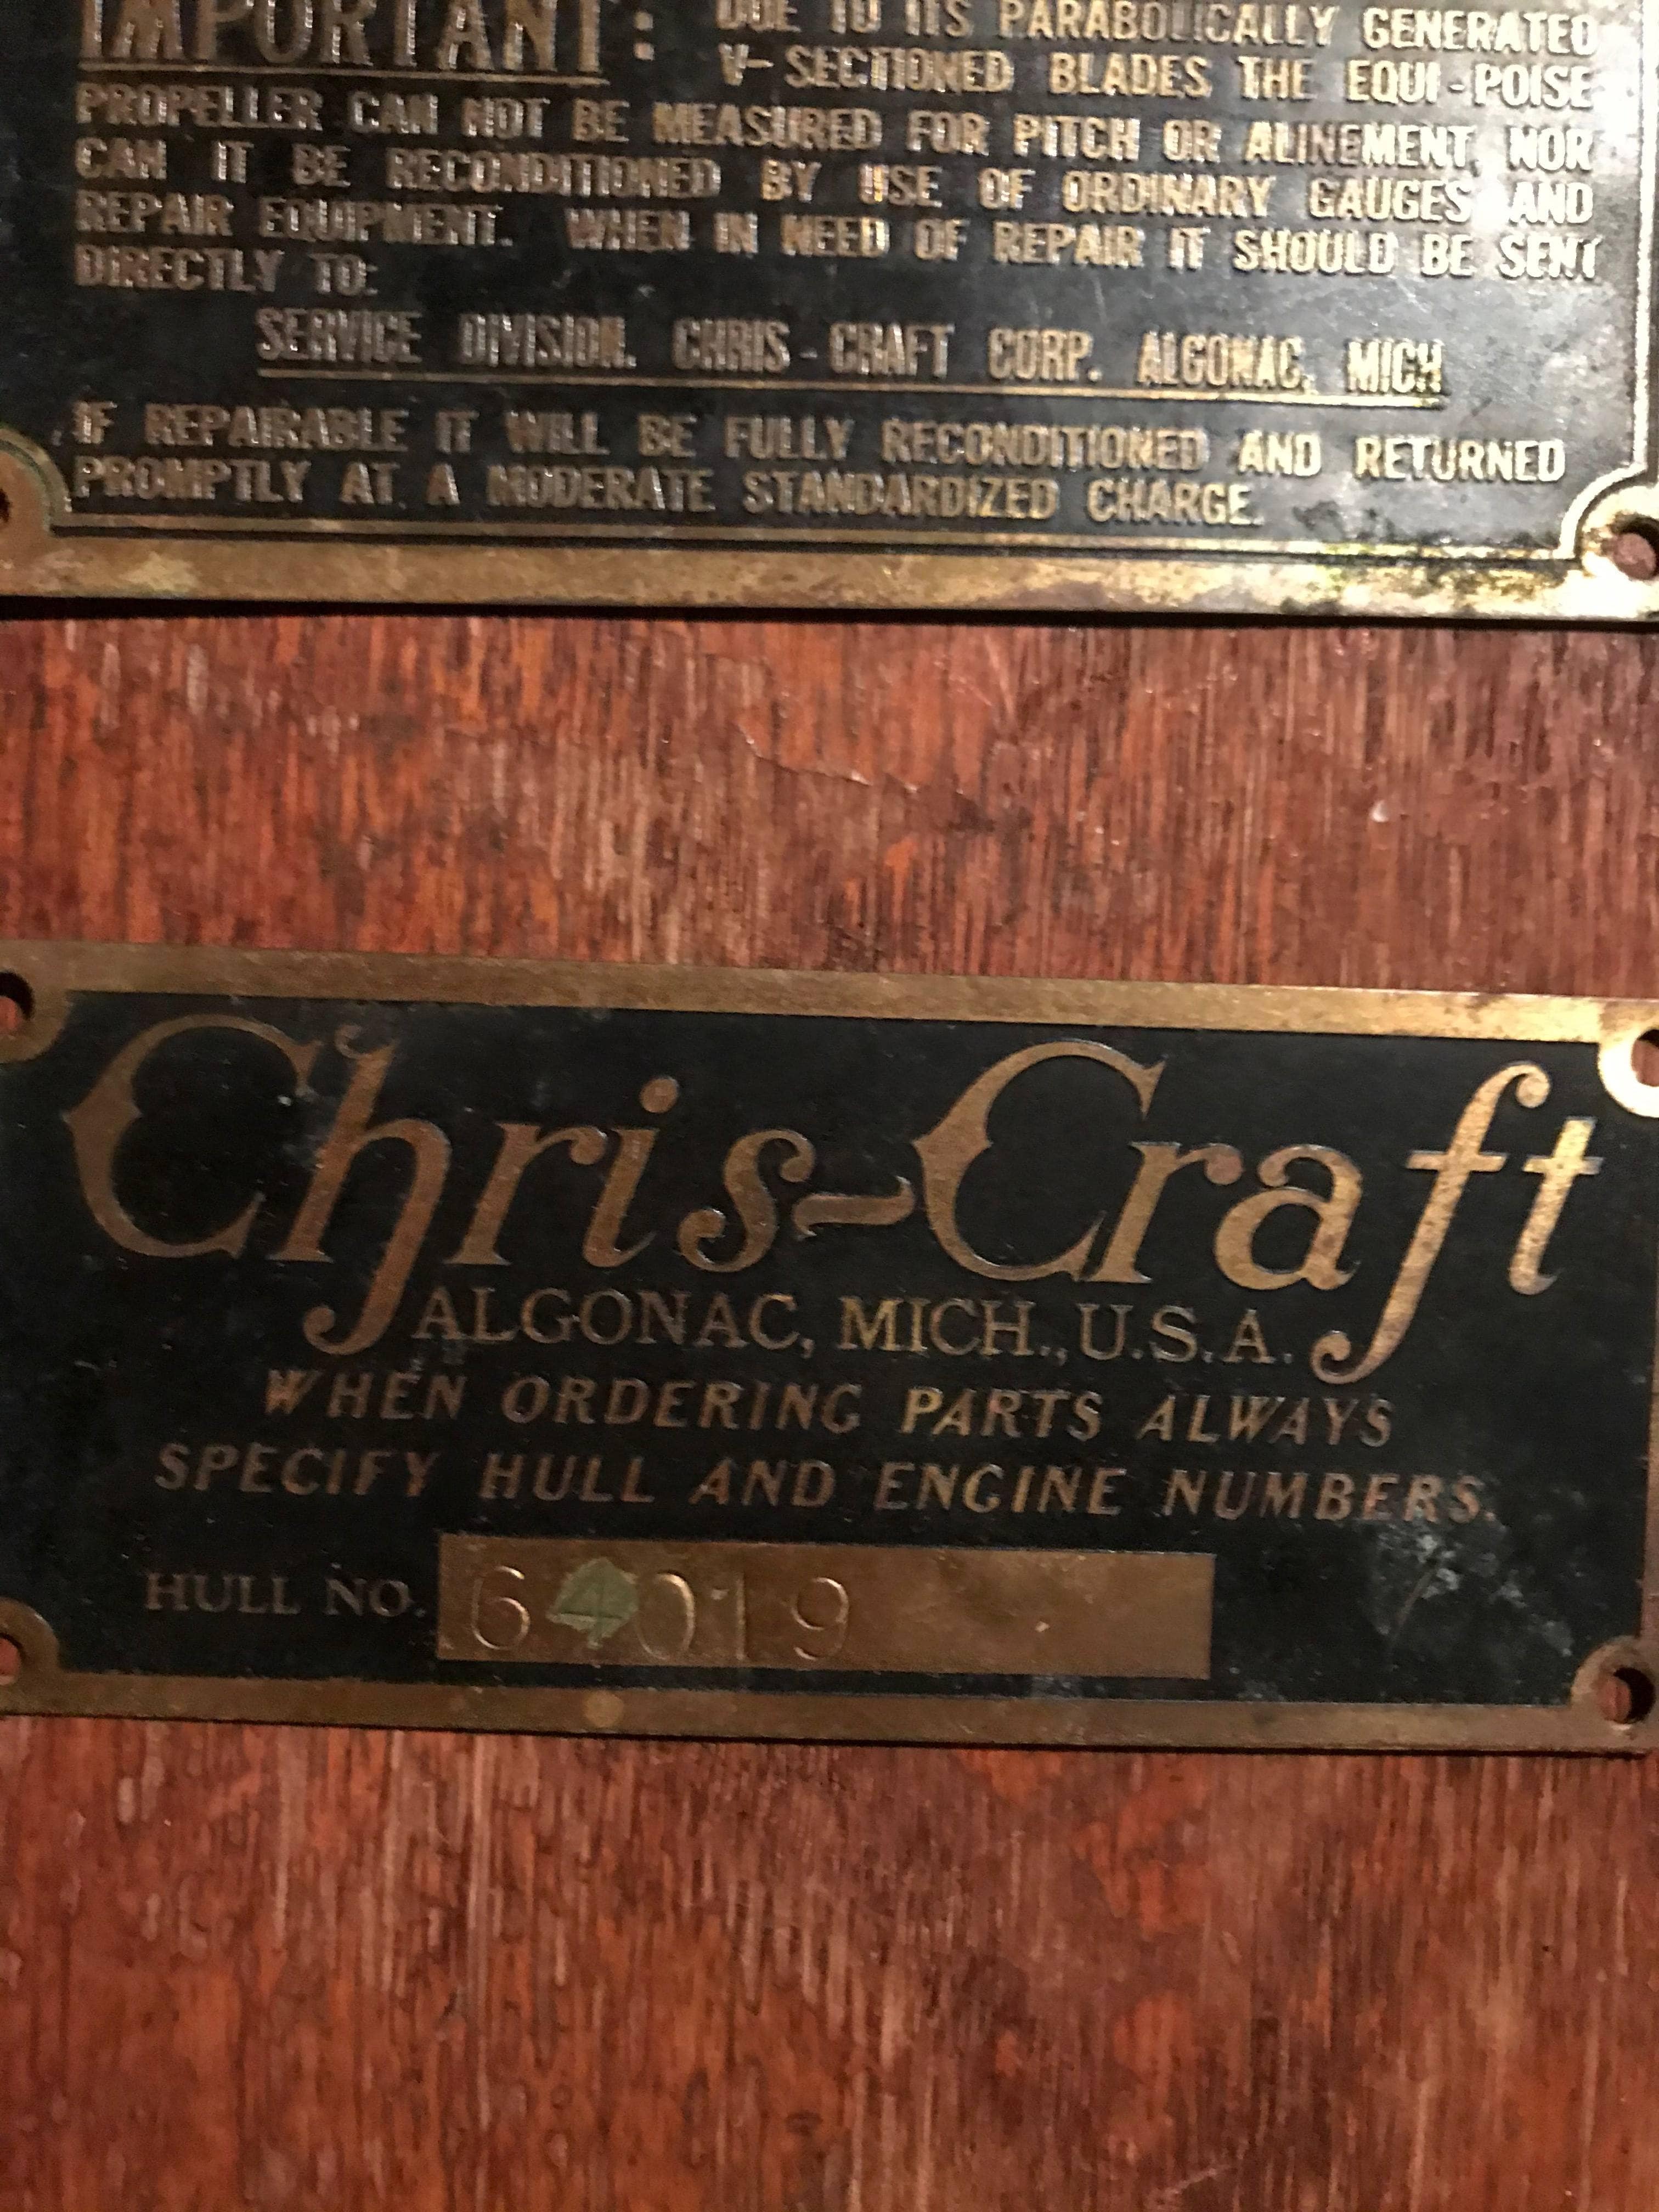 IMPORTANT: DUE TO ITS PARABOLICALLY GENERATED
V-SECTIONED BLADES THE EQUI-POISE
PROPELLER CAN NOT BE MEASURED FOR PITCH OR ALINEMENT, NOR
CAN IT BE RECONDITIONED BY USE OF ORDINARY GAUGES AND
REPAIR EQUIPMENT. WHEN IN NEED OF REPAIR IT SHOULD BE SENT
DIRECTLY TO:
SERVICE DIVISION. CHRIS-CRAFT CORP. ALGONAC, MICH
IF REPAIRABLE IT WILL BE FULLY RECONDITIONED AND RETURNED
PROMPTLY AT A MODERATE STANDARDIZED CHARGE.
Chris-Craft
ALGONAC, MICH., U.S.A.
WHEN ORDERING PARTS ALWAYS
SPECIFY HULL AND ENGINE NUMBERS.
HULL NO. 64019